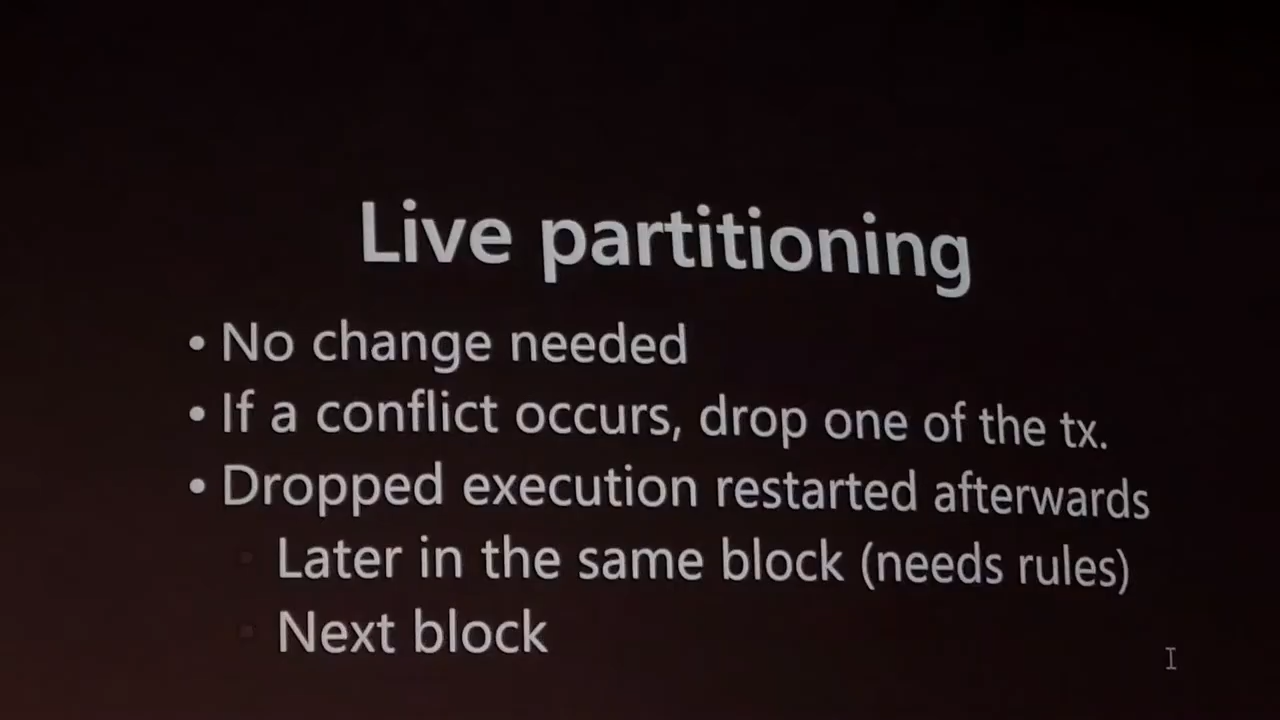 Live partitioning
• No change needed
• If a conflict occurs, drop one of the tx.
• Dropped execution restarted afterwards
▪ Later in the same block (needs rules)
▪ Next block